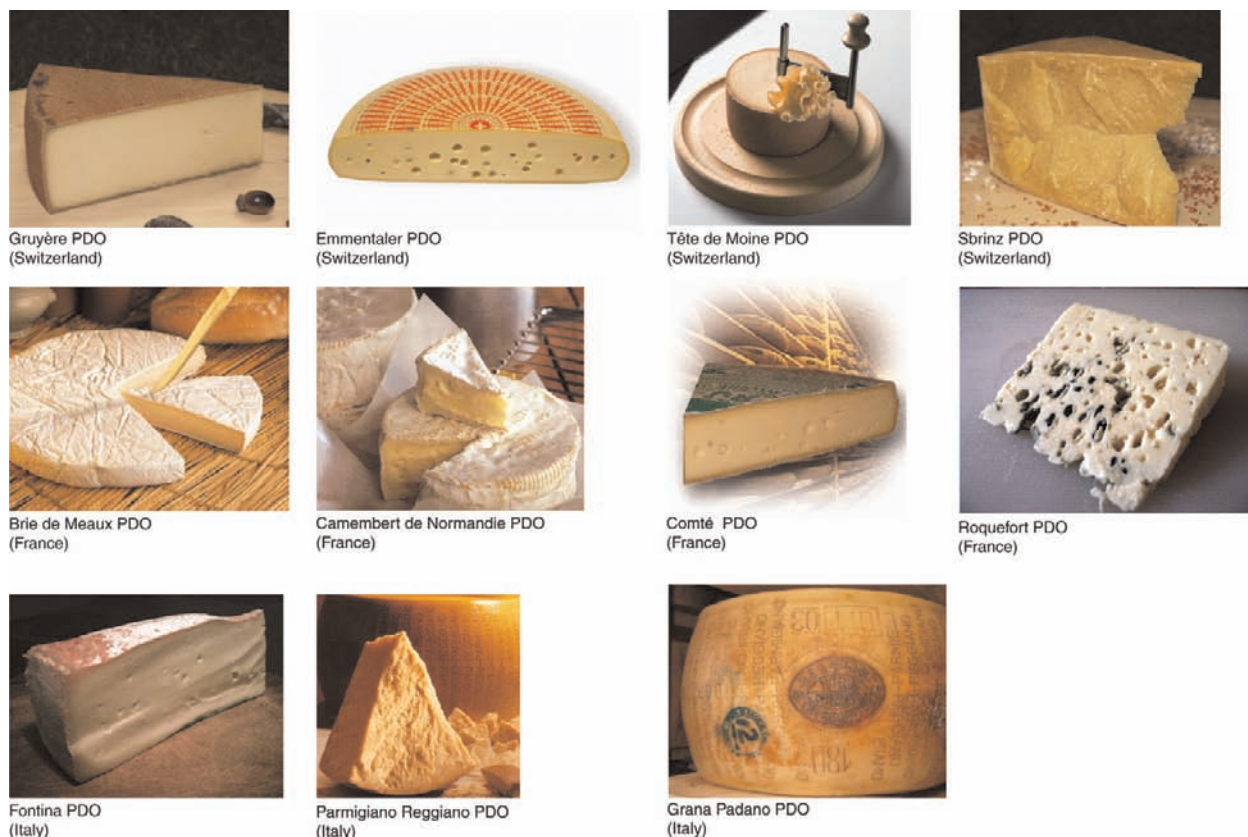 Gruyère PDO
(Switzerland)
Emmentaler PDO
(Switzerland)
Tête de Moine PDO
(Switzerland)
Sbrinz PDO
(Switzerland)
Brie de Meaux PDO
(France)
Camembert de Normandie PDO
(France)
Comté PDO
(France)
Roquefort PDO
(France)
Fontina PDO
(Italy)
Parmigiano Reggiano PDO
(Italy)
Grana Padano PDO
(Italy)